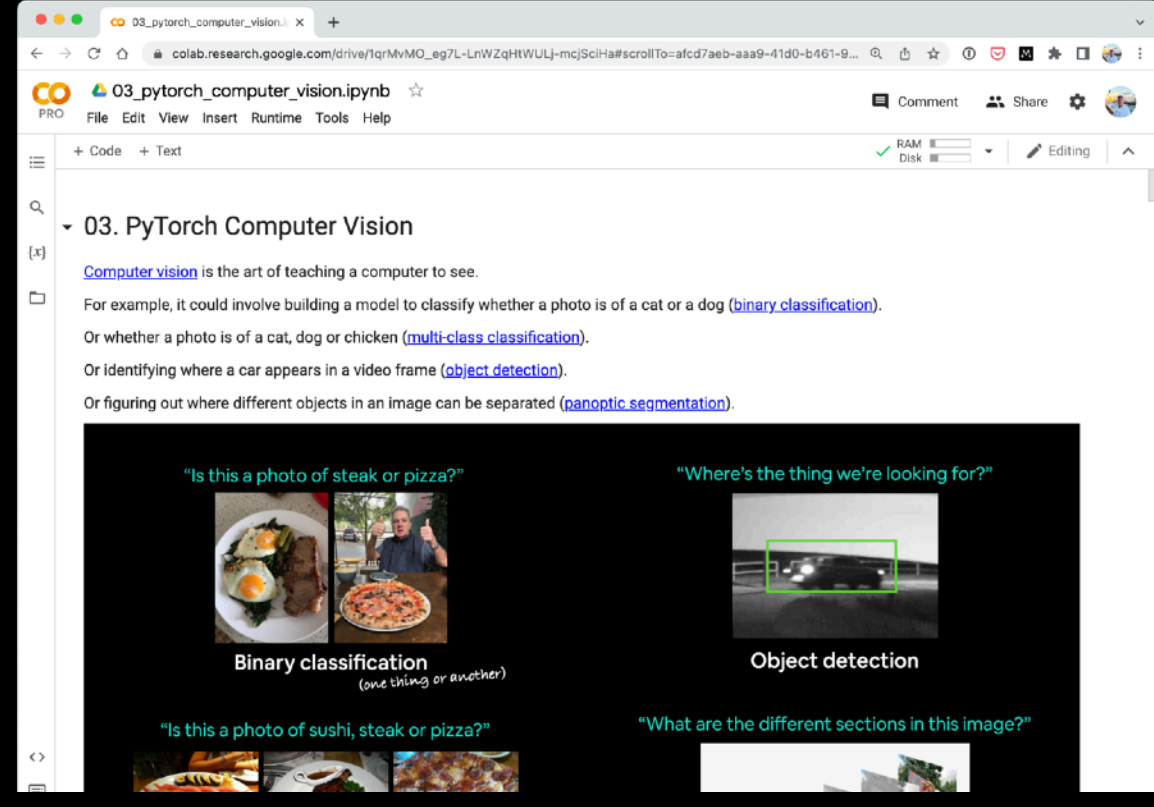 03_pytorch_computer_vision.i
colab.research.google.com/drive/1qrMvMO_eg7L-LnWZqHtWULj-mcjSciHa#scrollTo=afcd7aeb-aaa9-41d0-b461-9...
PRO
03_pytorch_computer_vision.ipynb
File Edit View Insert Runtime Tools Help
Comment
Share
+ Code + Text
RAM
Disk
Editing
{x}
03. PyTorch Computer Vision
Computer vision is the art of teaching a computer to see.
For example, it could involve building a model to classify whether a photo is of a cat or a dog (binary classification).
Or whether a photo is of a cat, dog or chicken (multi-class classification).
Or identifying where a car appears in a video frame (object detection).
Or figuring out where different objects in an image can be separated (panoptic segmentation).
“Is this a photo of steak or pizza?”
Binary classification
(one thing or another)
“Where’s the thing we’re looking for?”
Object detection
“Is this a photo of sushi, steak or pizza?”
“What are the different sections in this image?”